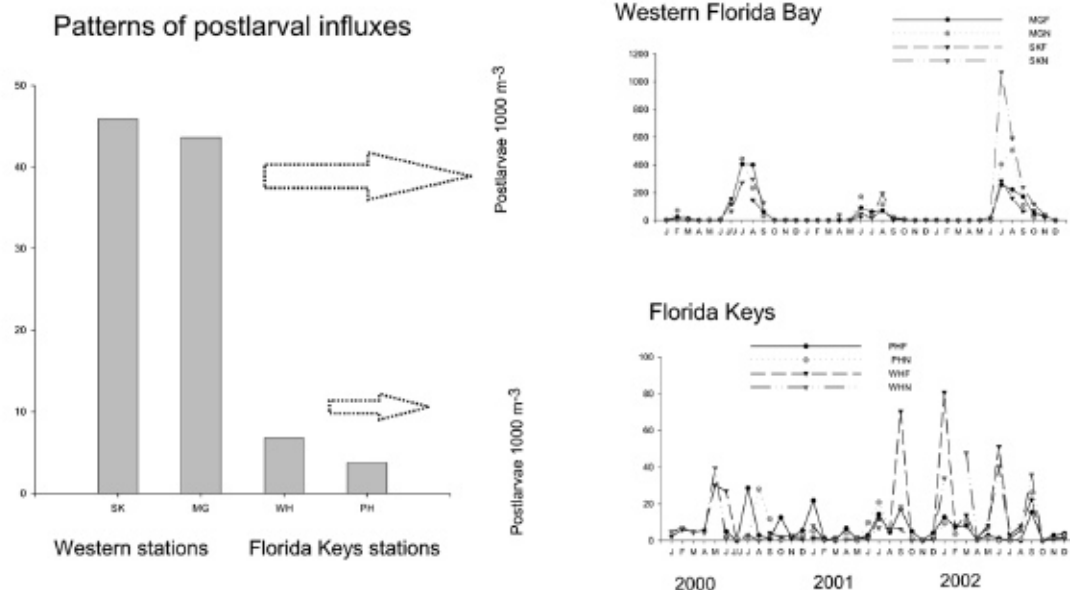 Patterns of postlarval influxes
50
40
30
20
10
0
SK MG WH PH
Western stations Florida Keys stations
Postlarvae 1000 m-3
Postlarvae 1000 m-3
Western Florida Bay
MGF
MGN
SKF
SKN
1200
1000
800
600
400
200
0
Florida Keys
PHF
PHN
WHF
WHN
100
80
60
40
20
0
2000 2001 2002